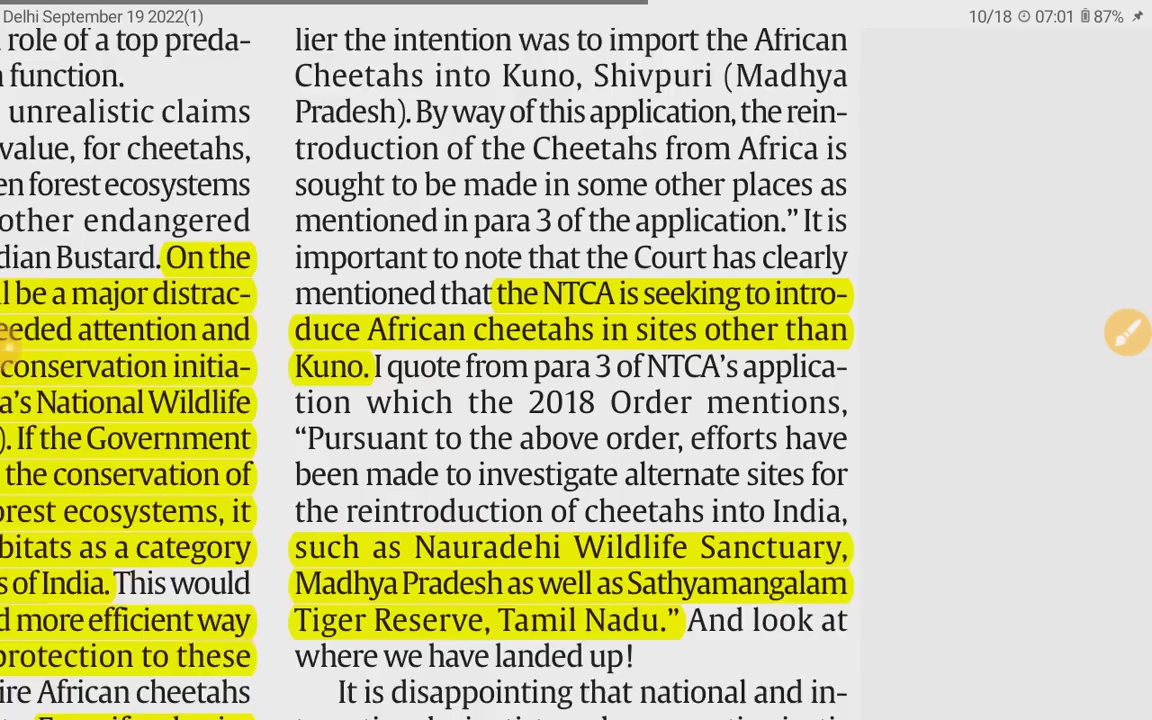 Delhi September 19 2022(1)
10/18 07:01 87%
role of a top preda-
function.
unrealistic claims
value, for cheetahs,
en forest ecosystems
other endangered
dian Bustard. On the
l be a major distrac-
eeded attention and
conservation initia-
a's National Wildlife
). If the Government
the conservation of
orest ecosystems, it
bitats as a category
s of India. This would
d more efficient way
protection to these
ire African cheetahs
lier the intention was to import the African
Cheetahs into Kuno, Shivpuri (Madhya
Pradesh). By way of this application, the rein-
troduction of the Cheetahs from Africa is
sought to be made in some other places as
mentioned in para 3 of the application.” It is
important to note that the Court has clearly
mentioned that the NTCA is seeking to intro-
duce African cheetahs in sites other than
Kuno. I quote from para 3 of NTCA’s applica-
tion which the 2018 Order mentions,
“Pursuant to the above order, efforts have
been made to investigate alternate sites for
the reintroduction of cheetahs into India,
such as Nauradehi Wildlife Sanctuary,
Madhya Pradesh as well as Sathyamangalam
Tiger Reserve, Tamil Nadu.” And look at
where we have landed up!
It is disappointing that national and in-